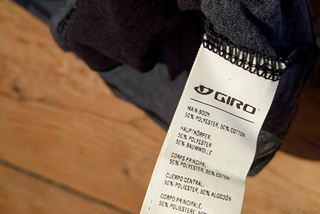 GIRO
MAIN BODY:
50% POLYESTER, 50% COTTON
HAUPTKÖRPER:
50% POLYESTER,
50% BAUMWOLLE
CORPS PRINCIPAL:
50% POLYESTER, 50% COTON
CUERPO CENTRAL:
50% POLIÉSTER, 50% ALGODÓN
CORPO PRINCIPALE:
50% POLIESTERE, 50%